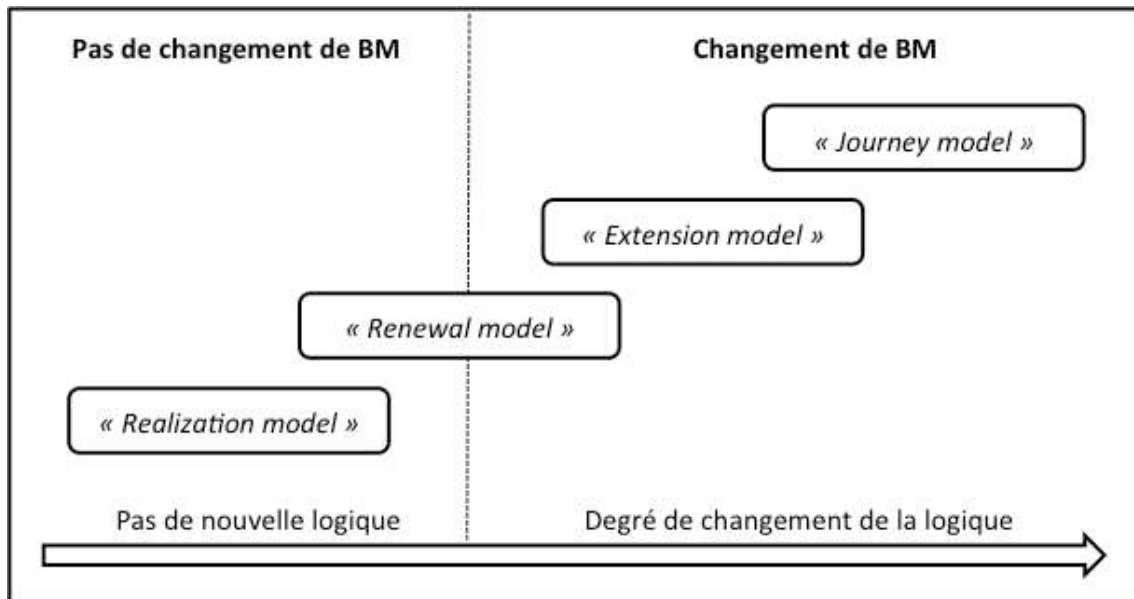 Pas de changement de BM
Changement de BM
« Journey model »
« Extension model »
« Renewal model »
« Realization model »
Pas de nouvelle logique
Degré de changement de la logique